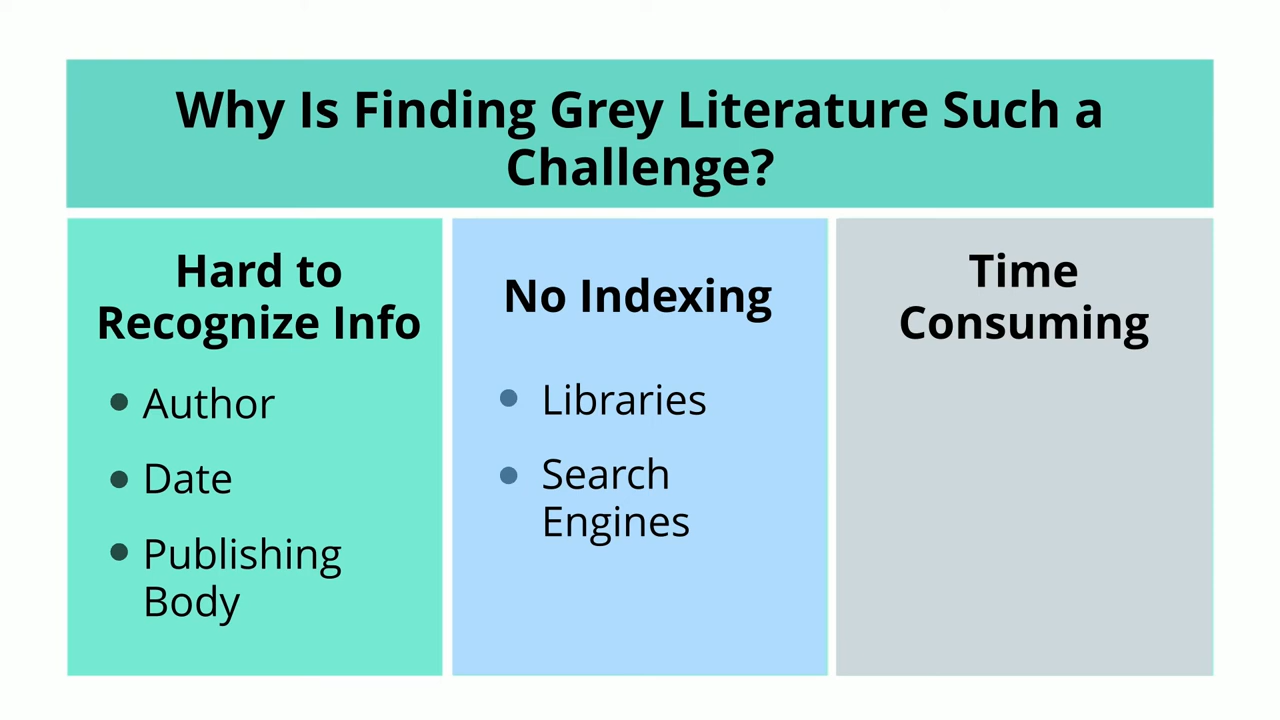 Why Is Finding Grey Literature Such a
Challenge?
Hard to
Recognize Info
• Author
• Date
• Publishing
Body
No Indexing
• Libraries
• Search
Engines
Time
Consuming